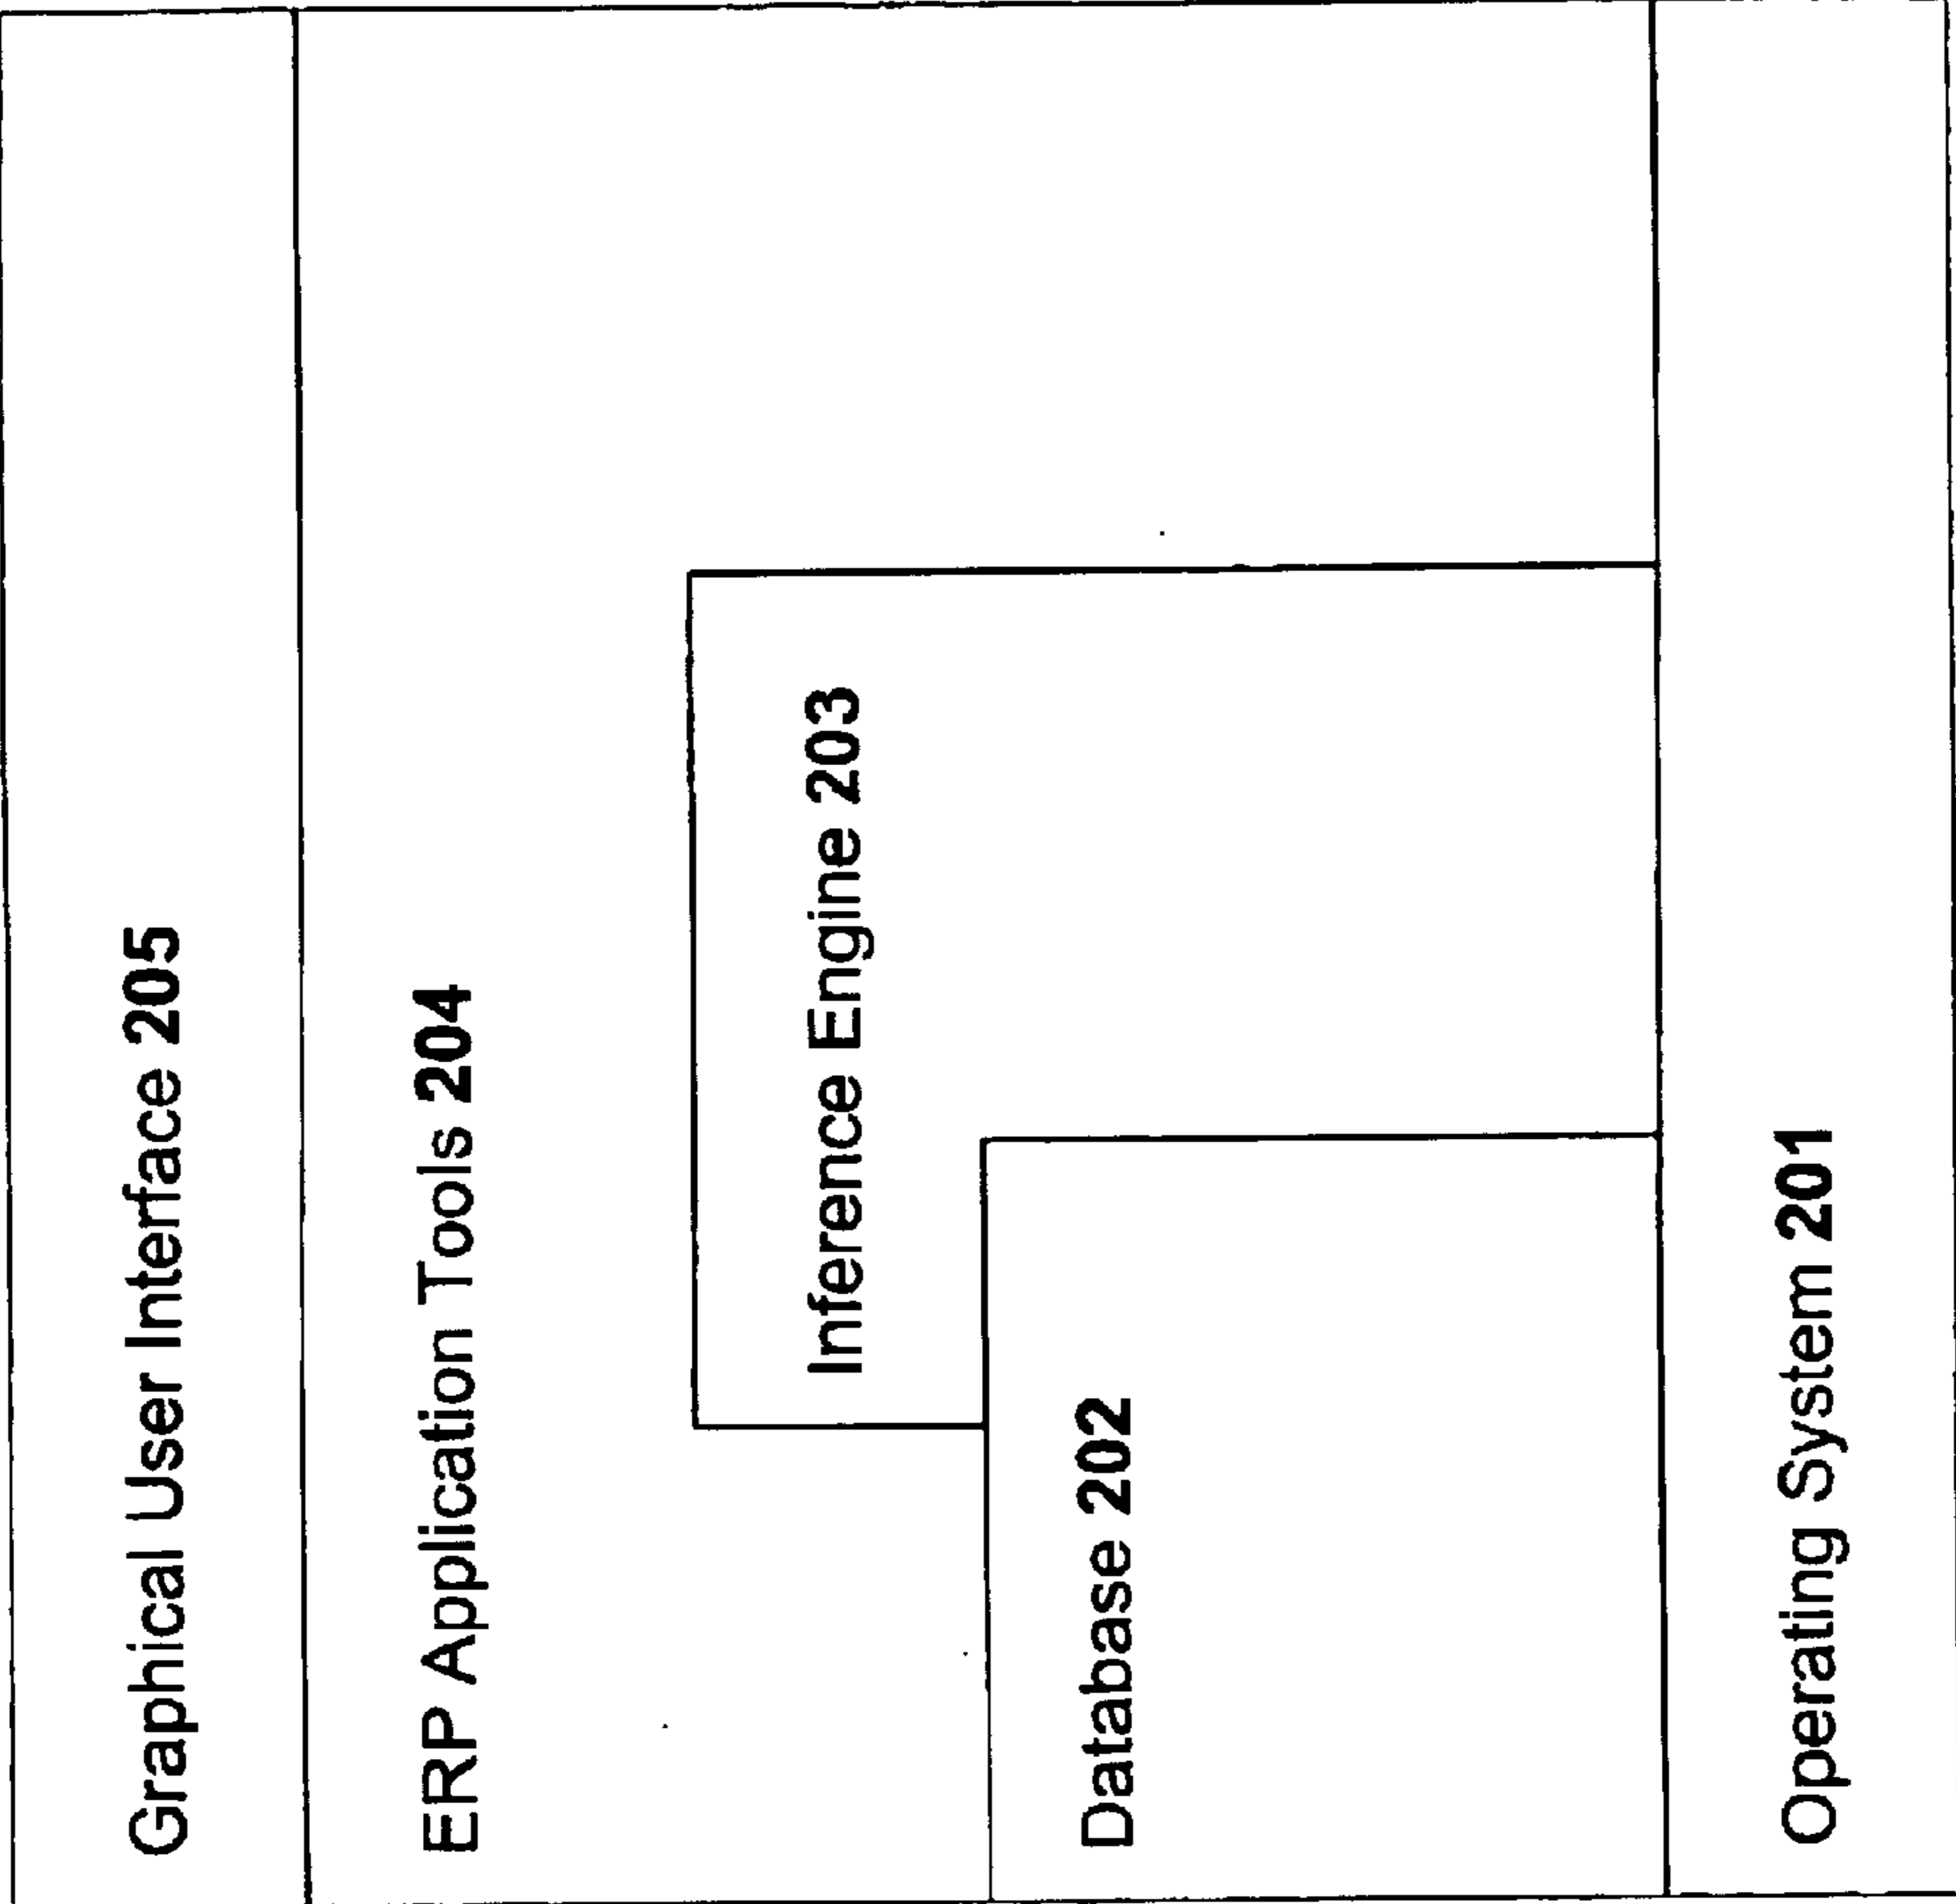 Graphical User Interface 205
ERP Application Tools 204
Inference Engine 203
Database 202
Operating System 201